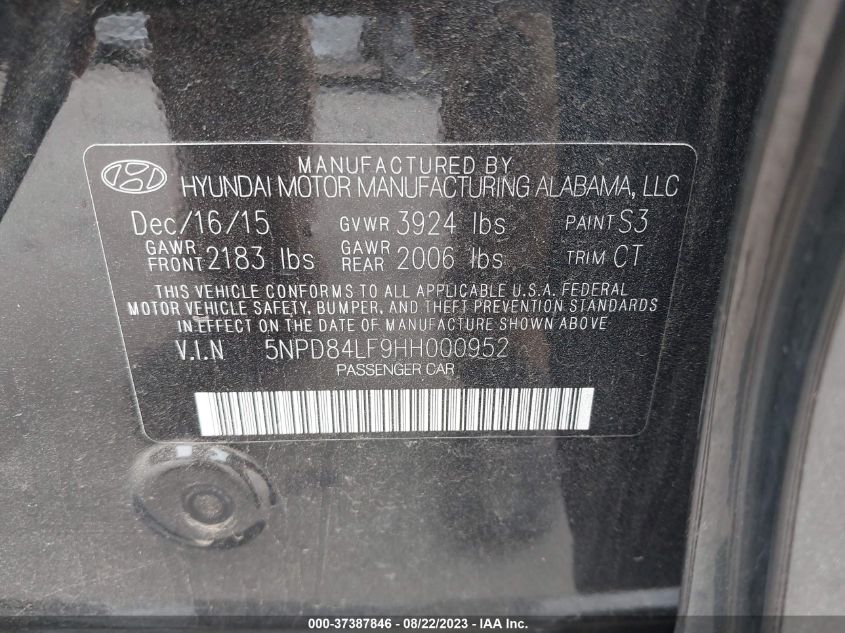 MANUFACTURED BY
HYUNDAI MOTOR MANUFACTURING ALABAMA, LLC
Dec/16/15 GVWR 3924 lbs PAINT S3
GAWR FRONT 2183 lbs GAWR REAR 2006 lbs TRIM CT
THIS VEHICLE CONFORMS TO ALL APPLICABLE U.S.A. FEDERAL
MOTOR VEHICLE SAFETY, BUMPER, AND THEFT PREVENTION STANDARDS
IN EFFECT ON THE DATE OF MANUFACTURE SHOWN ABOVE.
V.I.N 5NPD84LF9HH000952
PASSENGER CAR
000-37387846 - 08/22/2023 - IAA Inc.